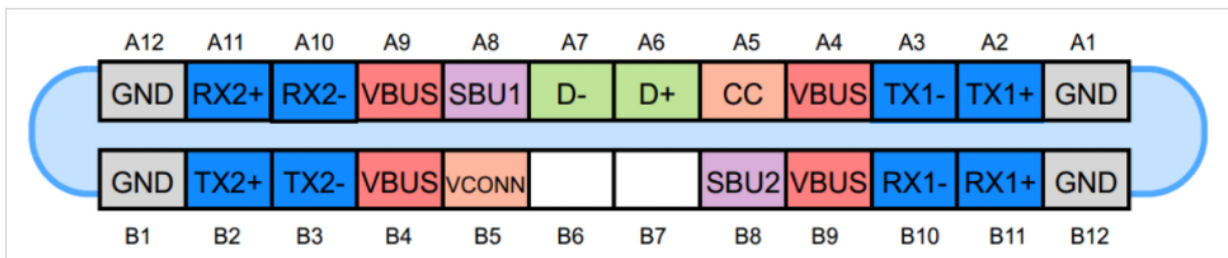 A12 A11 A10 A9 A8 A7 A6 A5 A4 A3 A2 A1
GND RX2+ RX2- VBUS SBU1 D- D+ CC VBUS TX1- TX1+ GND
GND TX2+ TX2- VBUS VCONN SBU2 VBUS RX1- RX1+ GND
B1 B2 B3 B4 B5 B6 B7 B8 B9 B10 B11 B12